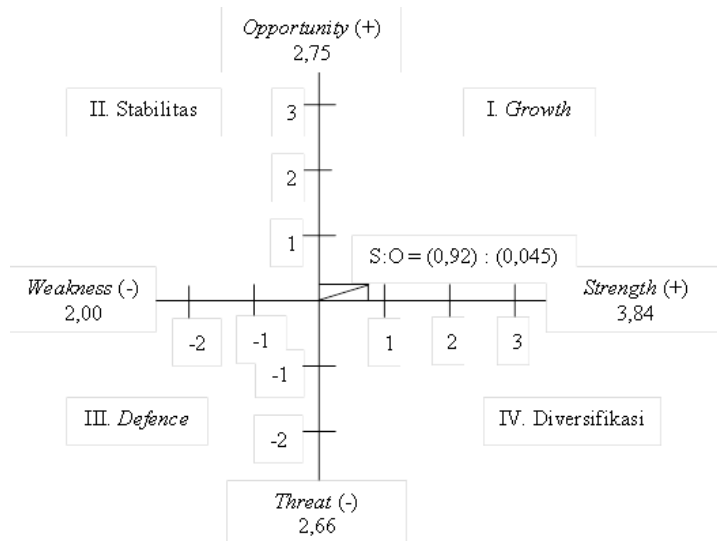 Opportunity (+)
2,75
II. Stabilitas
3
I. Growth
2
1
S:O = (0,92) : (0,045)
Weakness (-)
2,00
Strength (+)
3,84
-2
-1
1
2
3
-1
III. Defence
IV. Diversifikasi
-2
Threat (-)
2,66